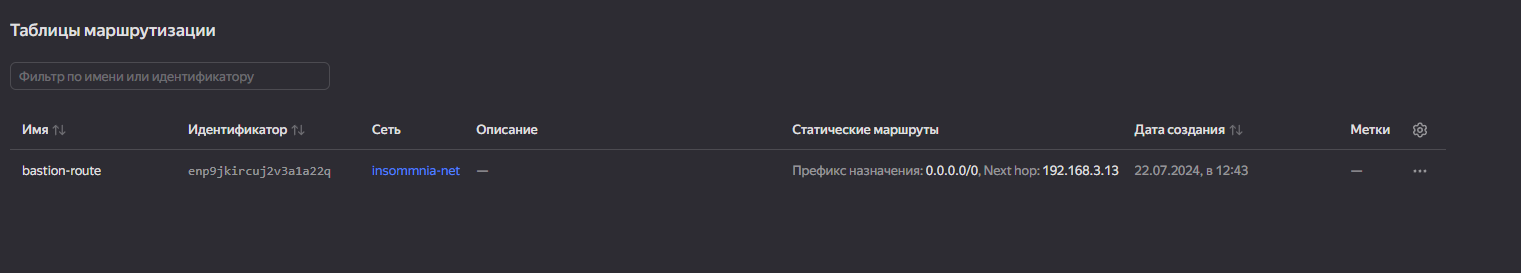 Таблицы маршрутизации
Фильтр по имени или идентификатору
Имя Идентификатор Сеть Описание Статические маршруты Дата создания Метки
bastion-route enp9jkircuj2v3a1a22q insommnia-net — Префикс назначения: 0.0.0.0/0, Next hop: 192.168.3.13 22.07.2024, в 12:43 —